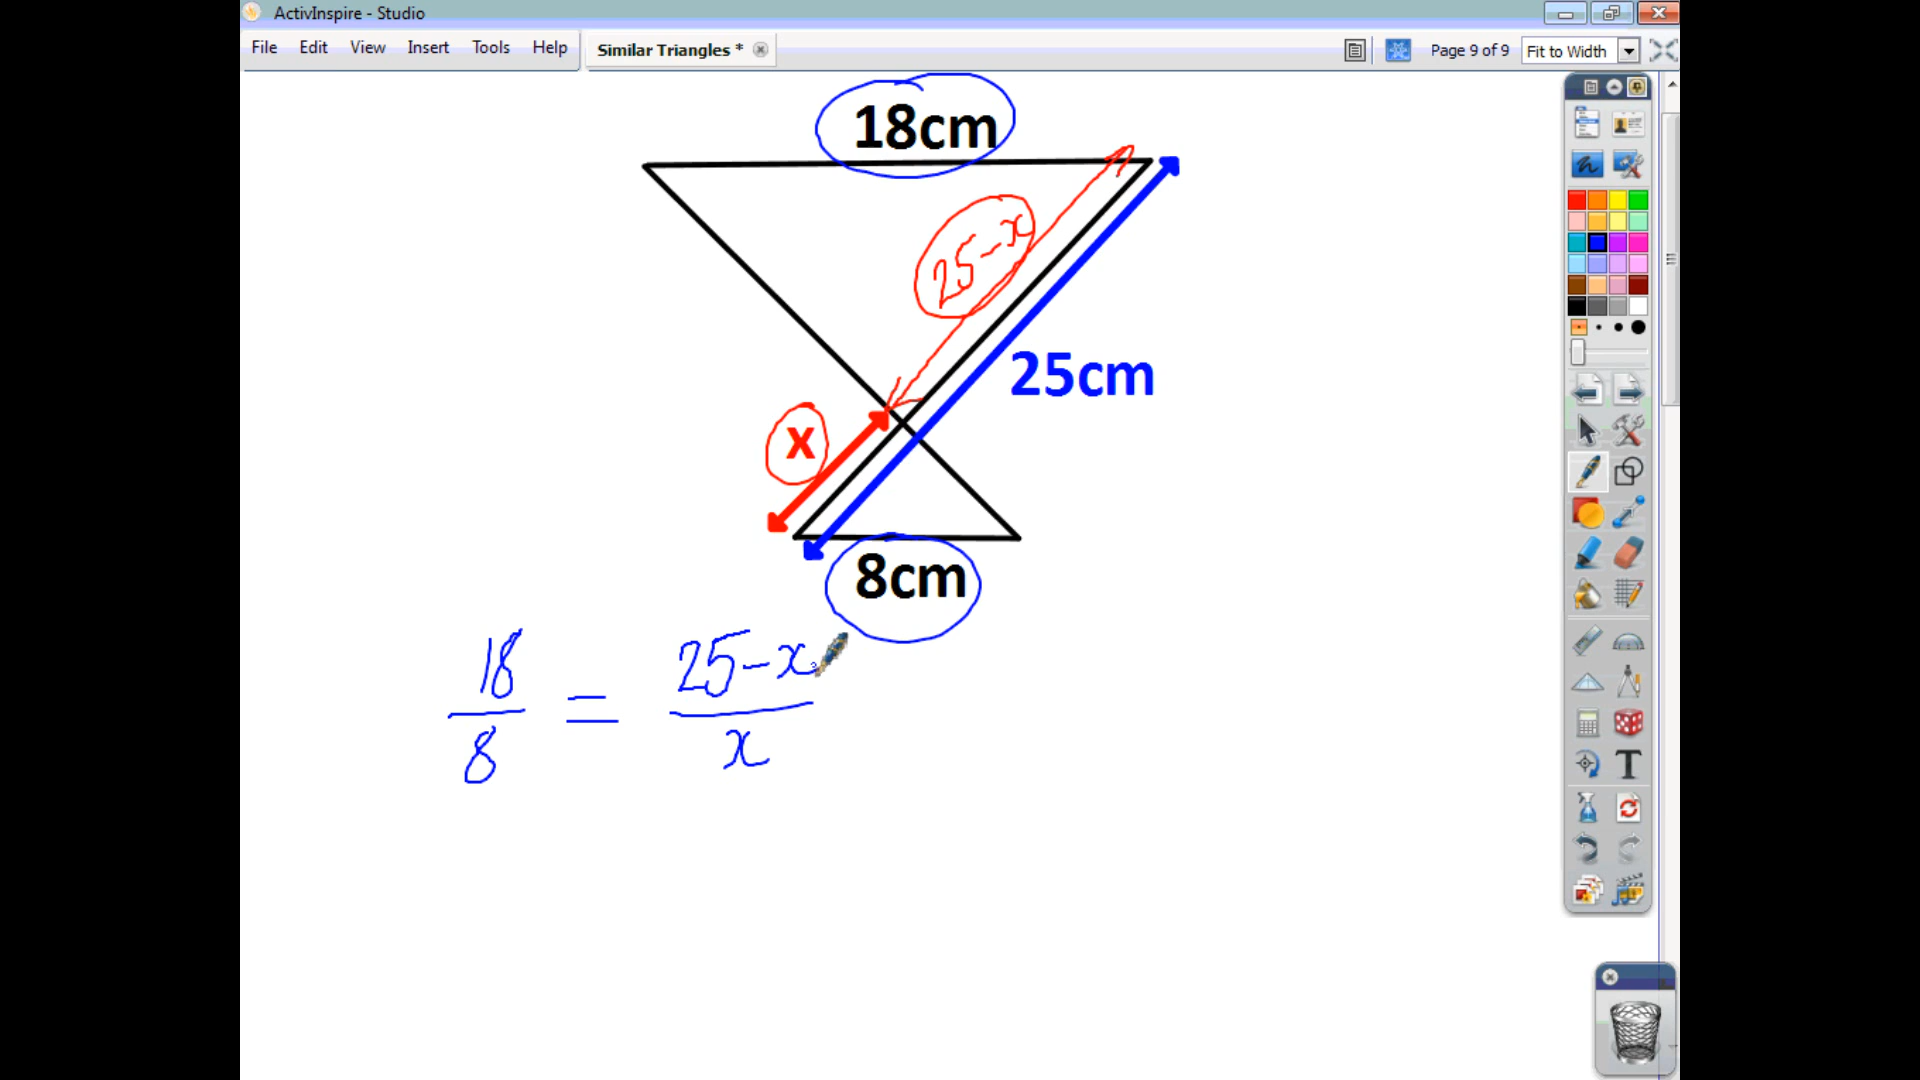 ActivInspire - Studio
File Edit View Insert Tools Help
Similar Triangles *
Page 9 of 9
Fit to Width
18cm
25-x
25cm
x
8cm
18/8 = 25-x/x